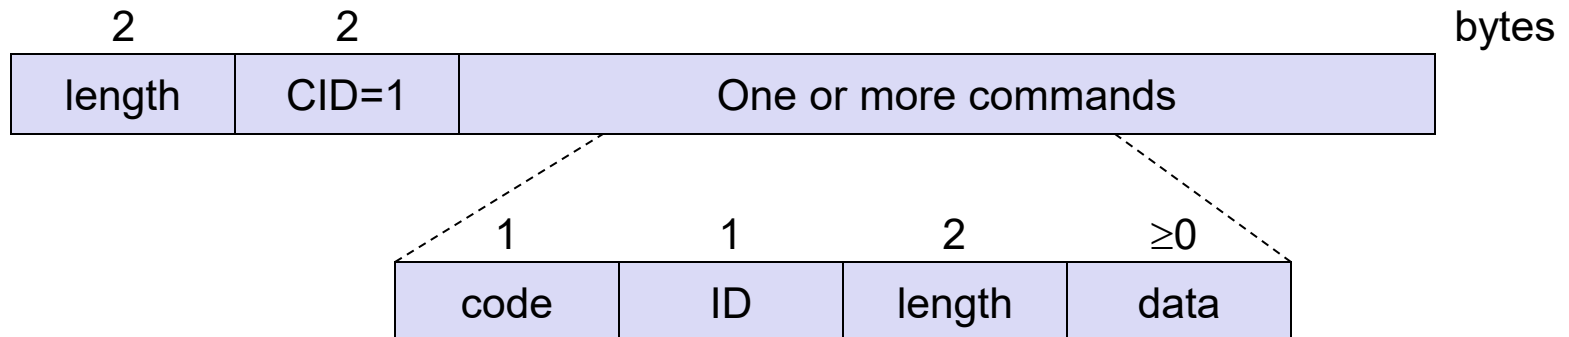 2 2 bytes
length CID=1 One or more commands
1 1 2 ≥0
code ID length data